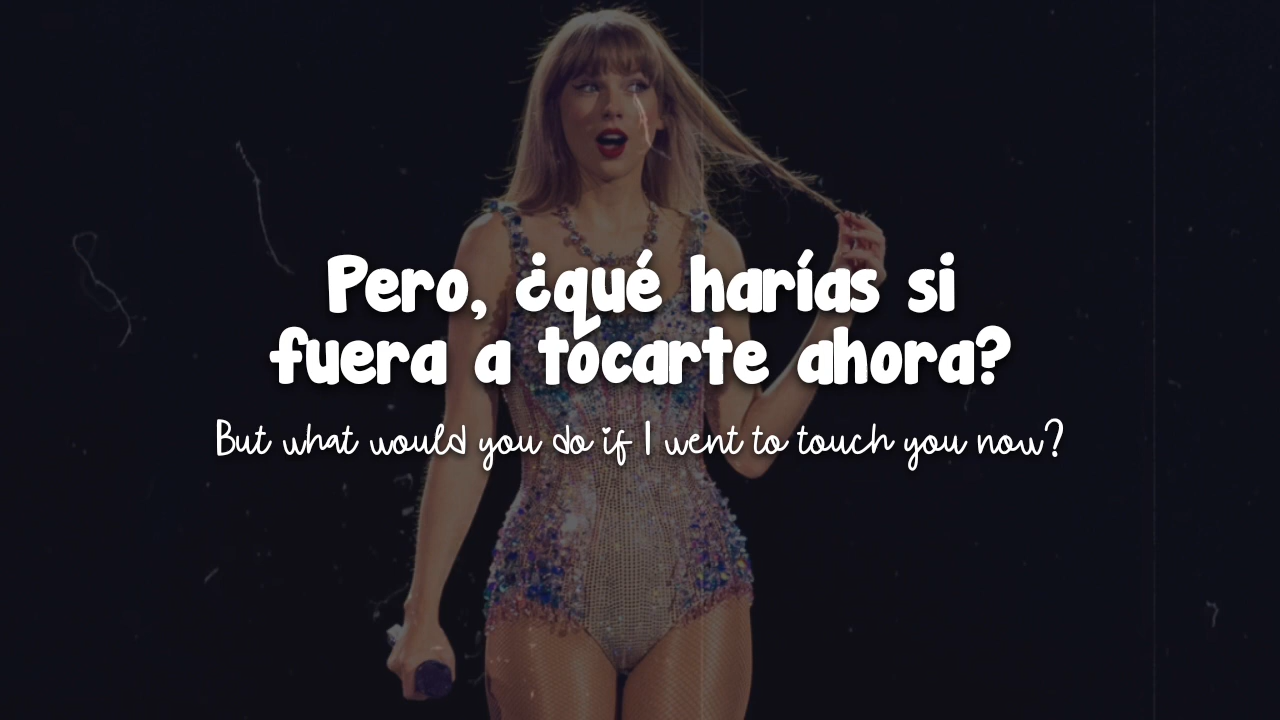 Pero, ¿qué harías si
fuera a tocarte ahora?
But what would you do if I went to touch you now?